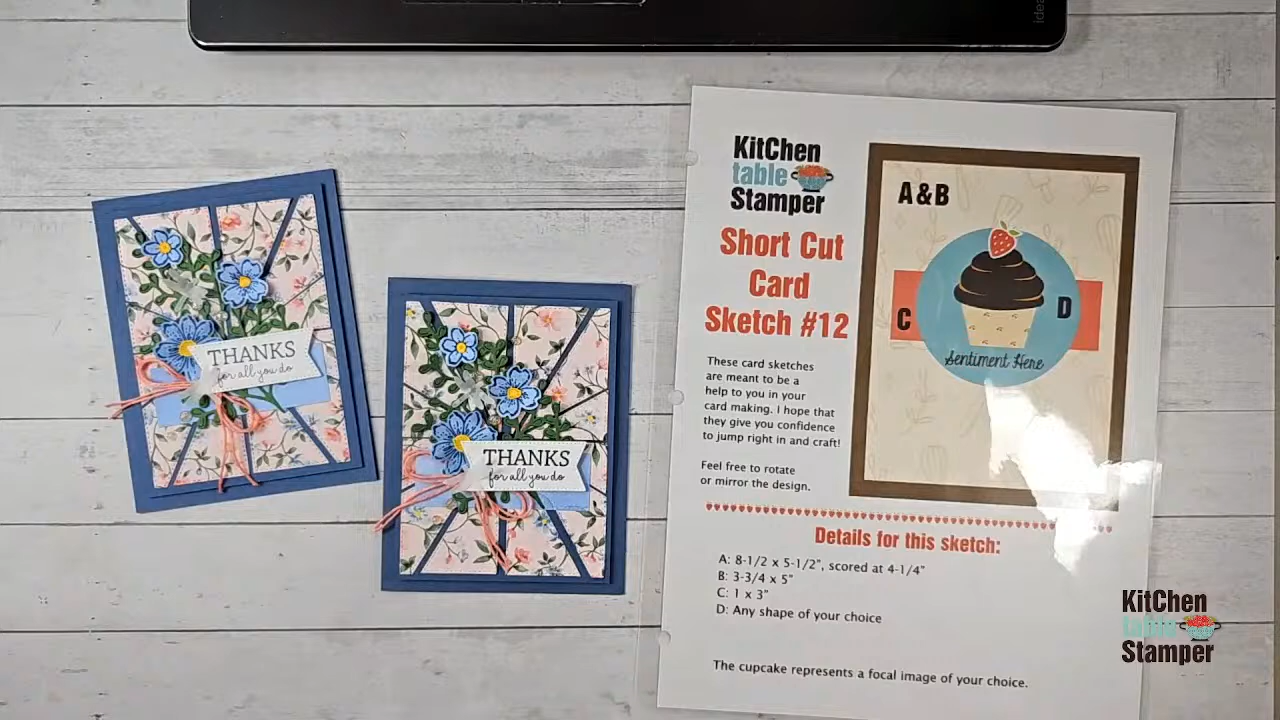 THANKS
for all you do
THANKS
for all you do
KitChen
table
Stamper
Short Cut
Card
Sketch #12
These card sketches
are meant to be a
help to you in your
card making. I hope that
they give you confidence
to jump right in and craft!
Feel free to rotate
or mirror the design.
A & B
C
D
Sentiment Here
Details for this sketch:
A: 8-1/2 x 5-1/2", scored at 4-1/4"
B: 3-3/4 x 5"
C: 1 x 3"
D: Any shape of your choice
The cupcake represents a focal image of your choice.
KitChen
table
Stamper